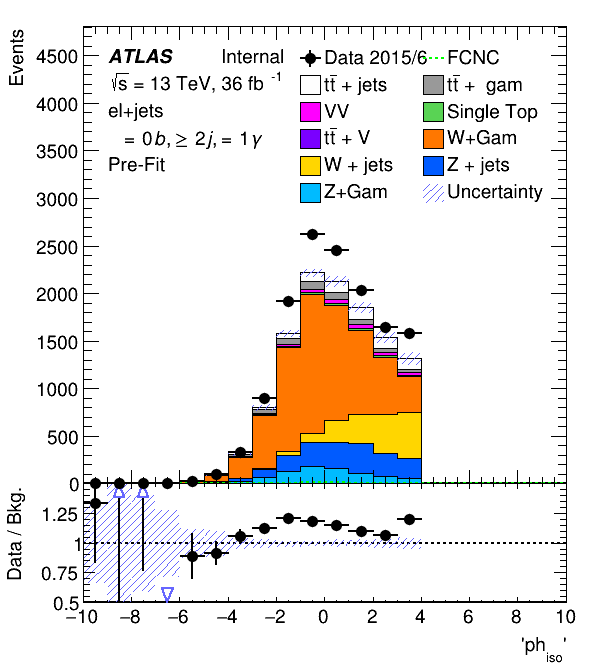 Events
4500
4000
3500
3000
2500
2000
1500
1000
500
0
ATLAS Internal
√s = 13 TeV, 36 fb⁻¹
el+jets
= 0b, ≥ 2j, = 1γ
Pre-Fit
Data 2015/6 FCNC
tt̄ + jets tt̄ + gam
VV Single Top
tt̄ + V W+Gam
W + jets Z + jets
Z+Gam Uncertainty
Data / Bkg.
1.25
1
0.75
0.5
−10 −8 −6 −4 −2 0 2 4 6 8 10
'ph_iso'